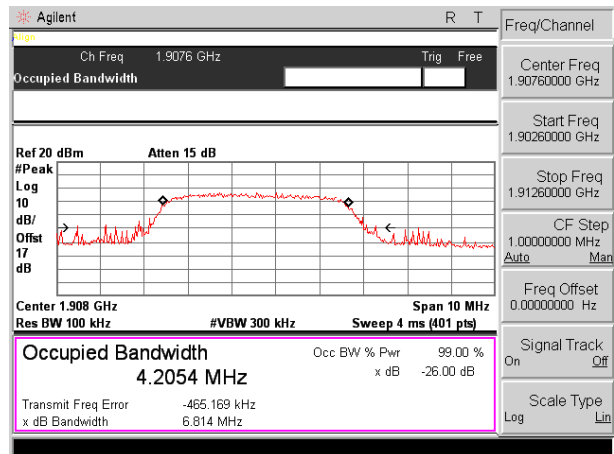 Agilent R T
Align
Ch Freq 1.9076 GHz Trig Free
Occupied Bandwidth
Ref 20 dBm Atten 15 dB
#Peak
Log
10
dB/
Offst
17
dB
Center 1.908 GHz Span 10 MHz
Res BW 100 kHz #VBW 300 kHz Sweep 4 ms (401 pts)
Occupied Bandwidth Occ BW % Pwr 99.00 %
4.2054 MHz x dB -26.00 dB
Transmit Freq Error -465.169 kHz
x dB Bandwidth 6.814 MHz
Freq/Channel
Center Freq
1.90760000 GHz
Start Freq
1.90260000 GHz
Stop Freq
1.91260000 GHz
CF Step
1.00000000 MHz
Auto Man
Freq Offset
0.00000000 Hz
Signal Track
On Off
Scale Type
Log Lin